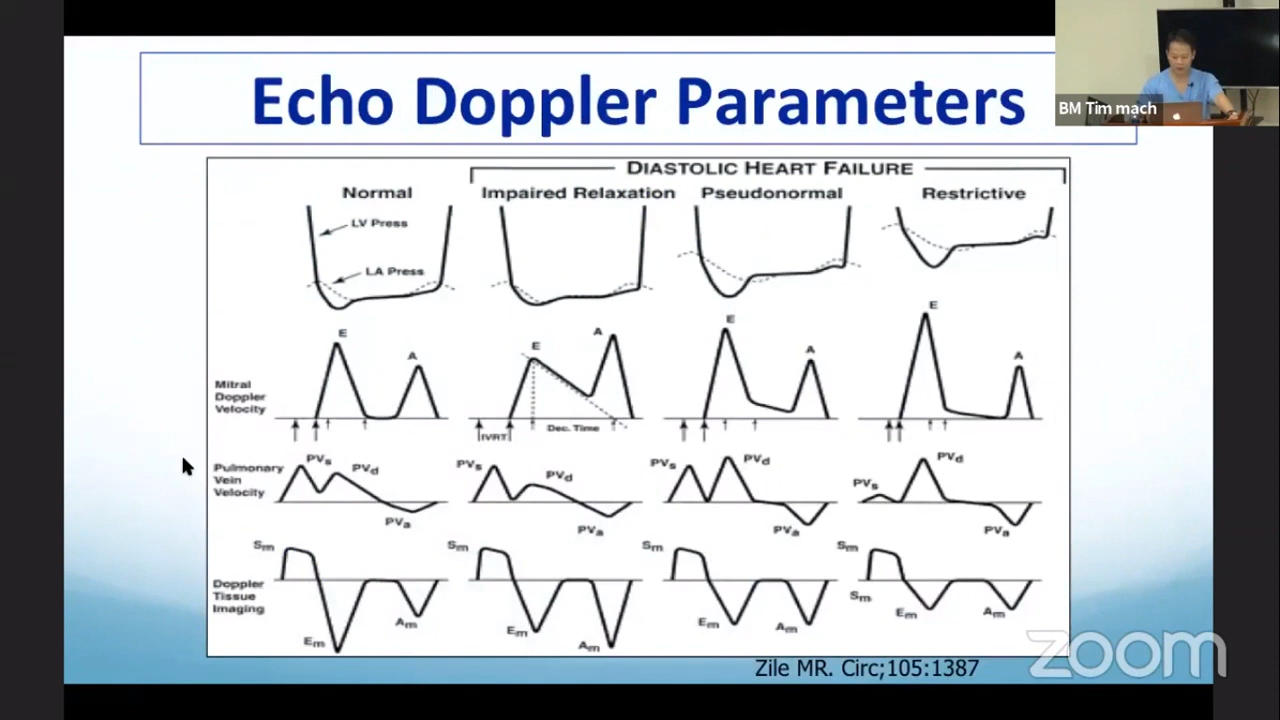 Echo Doppler Parameters
BM Tim mach
DIASTOLIC HEART FAILURE
Normal Impaired Relaxation Pseudonormal Restrictive
LV Press
LA Press
Mitral Doppler Velocity
E A E A E A E A
IVRT Dec. Time
Pulmonary Vein Velocity
PVs PVd PVa PVs PVd PVa PVs PVd PVa PVs PVd PVa
Doppler Tissue Imaging
Sm Em Am Sm Em Am Sm Em Am Sm Sm Em Am
Zile MR. Circ;105:1387
zoom